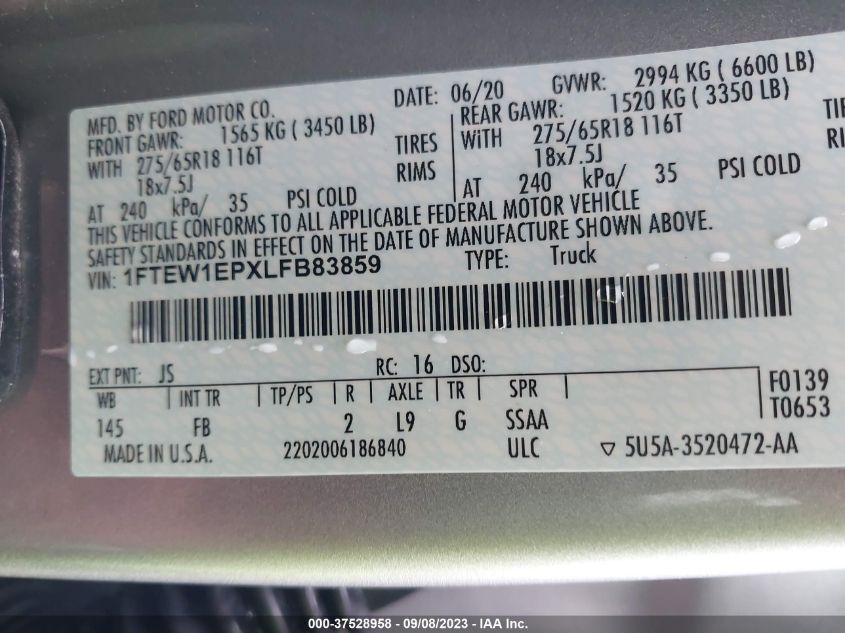 MFD. BY FORD MOTOR CO. DATE: 06/20 GVWR: 2994 KG ( 6600 LB)
FRONT GAWR: 1565 KG ( 3450 LB) REAR GAWR: 1520 KG ( 3350 LB)
WITH 275/65R18 116T TIRES WiTH 275/65R18 116T
18x7.5J RIMS 18x7.5J
AT 240 kPa/ 35 PSI COLD AT 240 kPa/ 35 PSI COLD
THIS VEHICLE CONFORMS TO ALL APPLICABLE FEDERAL MOTOR VEHICLE
SAFETY STANDARDS IN EFFECT ON THE DATE OF MANUFACTURE SHOWN ABOVE.
VIN: 1FTEW1EPXLFB83859 TYPE: Truck
EXT PNT: JS RC: 16 DSO:
WB INT TR TP/PS R AXLE TR SPR F0139
145 FB 2 L9 G SSAA T0653
MADE IN U.S.A. 2202006186840 ULC 5U5A-3520472-AA
000-37528958 - 09/08/2023 - IAA Inc.